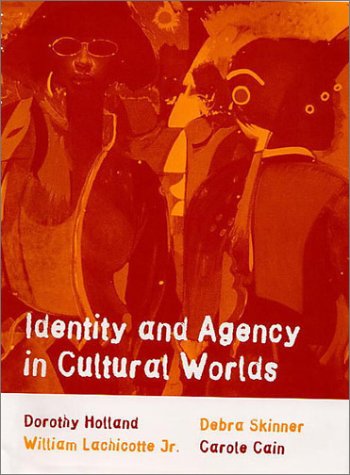 Identity and Agency
in Cultural Worlds
Dorothy Holland
Debra Skinner
William Lachicotte Jr.
Carole Cain